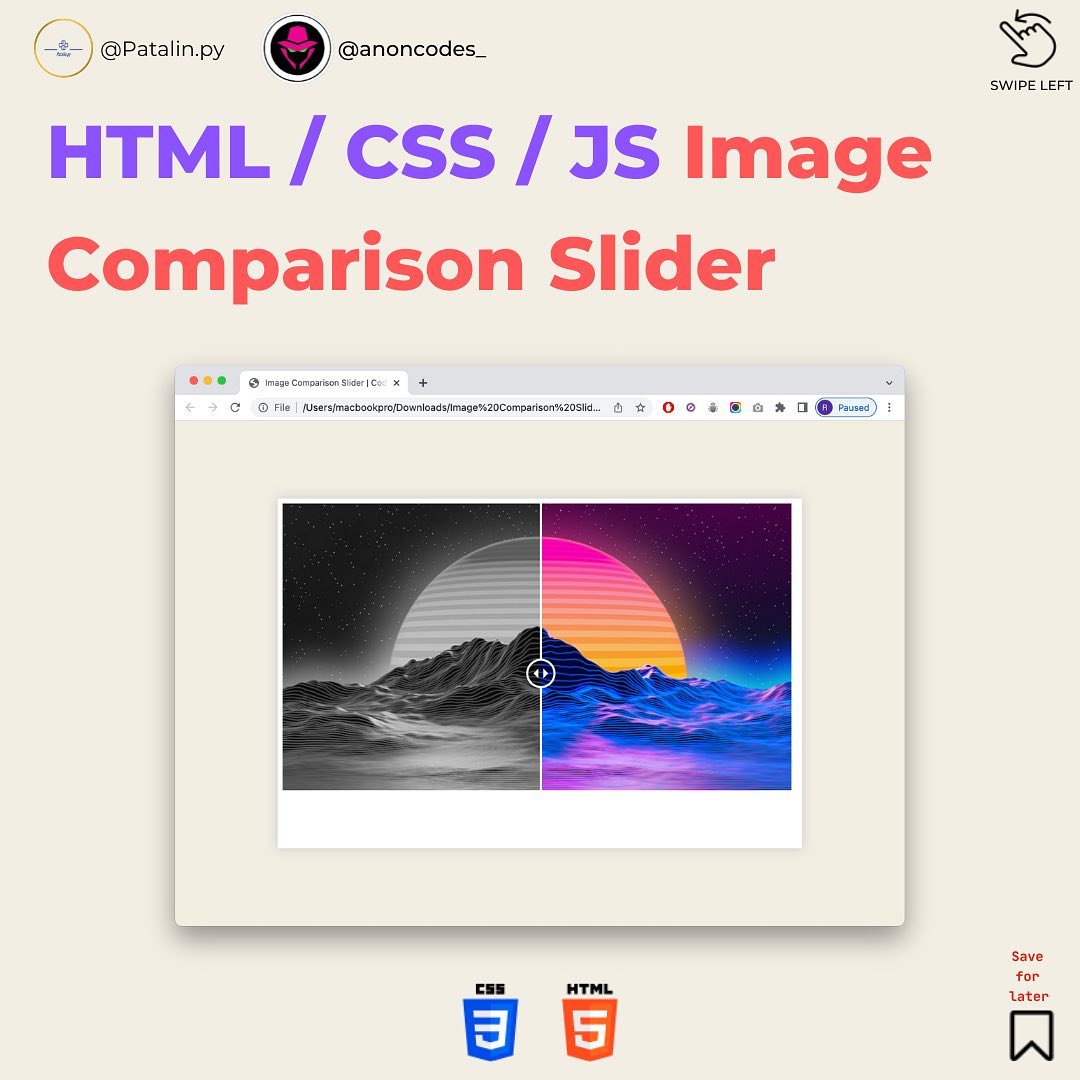 @Patalin.py
@anoncodes_
SWIPE LEFT
HTML / CSS / JS Image
Comparison Slider
Image Comparison Slider | Cod
File
/Users/macbookpro/Downloads/Image%20Comparison%20Slid...
R
Paused
CSS
3
HTML
5
Save
for
later